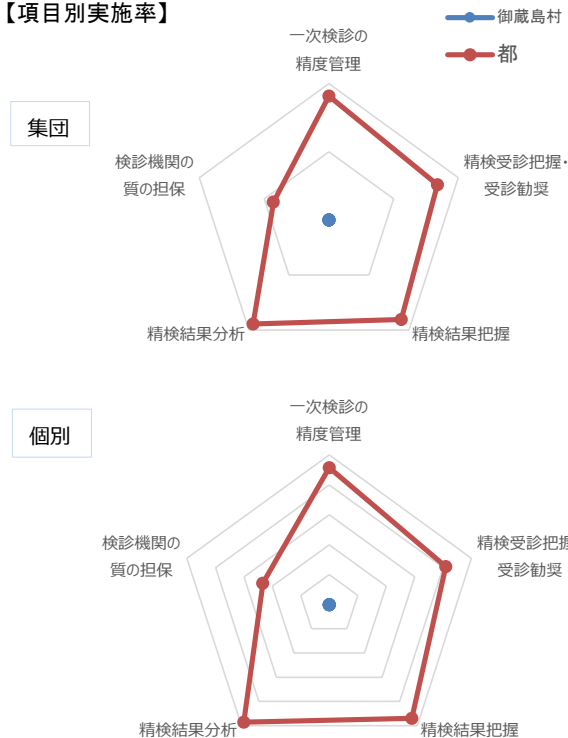 【項目別実施率】
御蔵島村
都
集団
一次検診の
精度管理
精検受診把握・
受診勧奨
精検結果把握
精検結果分析
検診機関の
質の担保
個別
一次検診の
精度管理
精検受診把握
受診勧奨
精検結果把握
精検結果分析
検診機関の
質の担保